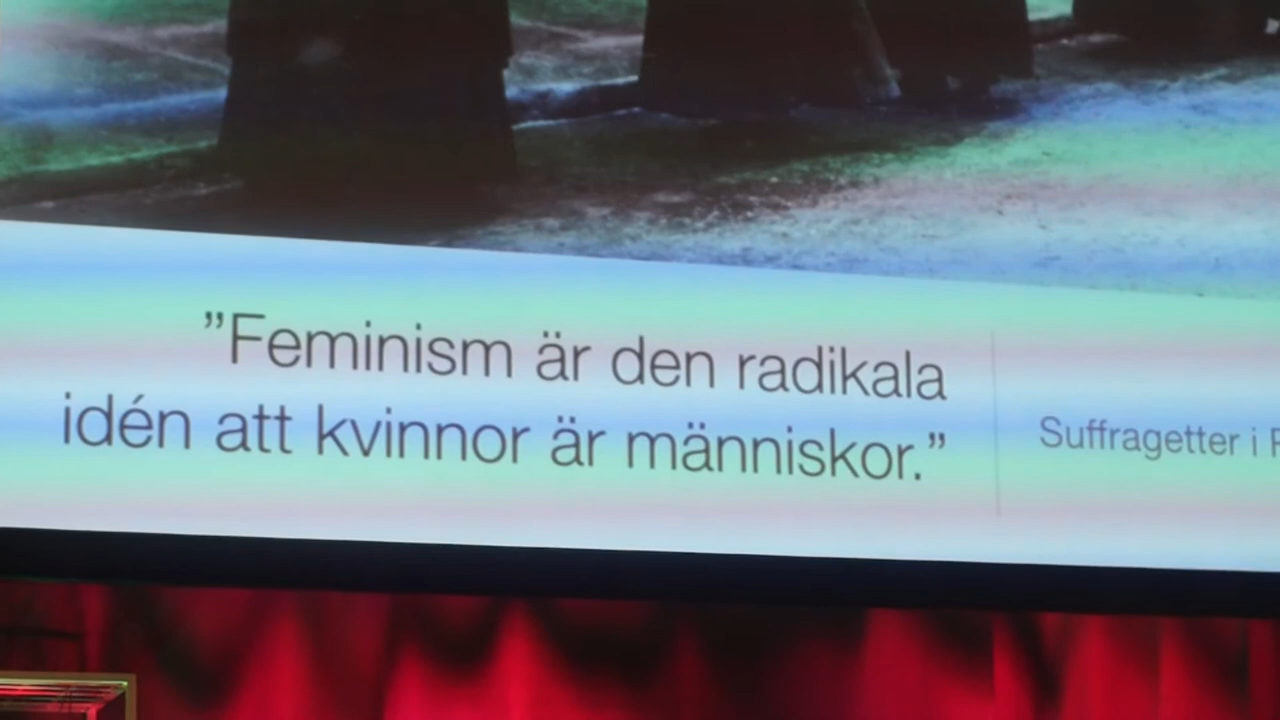 ”Feminism är den radikala
idén att kvinnor är människor.”
Suffragetter i